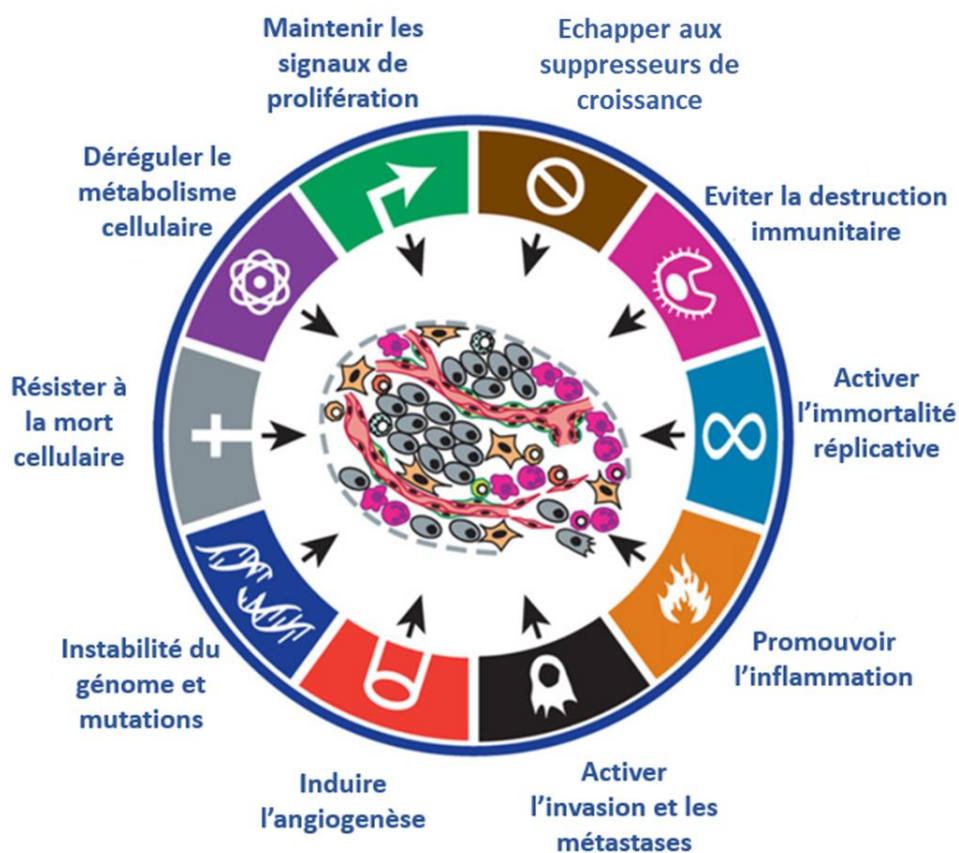 Maintenir les
signaux de
prolifération
Echapper aux
suppresseurs de
croissance
Déréguler le
métabolisme
cellulaire
Eviter la destruction
immunitaire
Résister à
la mort
cellulaire
Activer
l’immortalité
réplicative
Instabilité du
génome et
mutations
Promouvoir
l’inflammation
Induire
l’angiogenèse
Activer
l’invasion et les
métastases